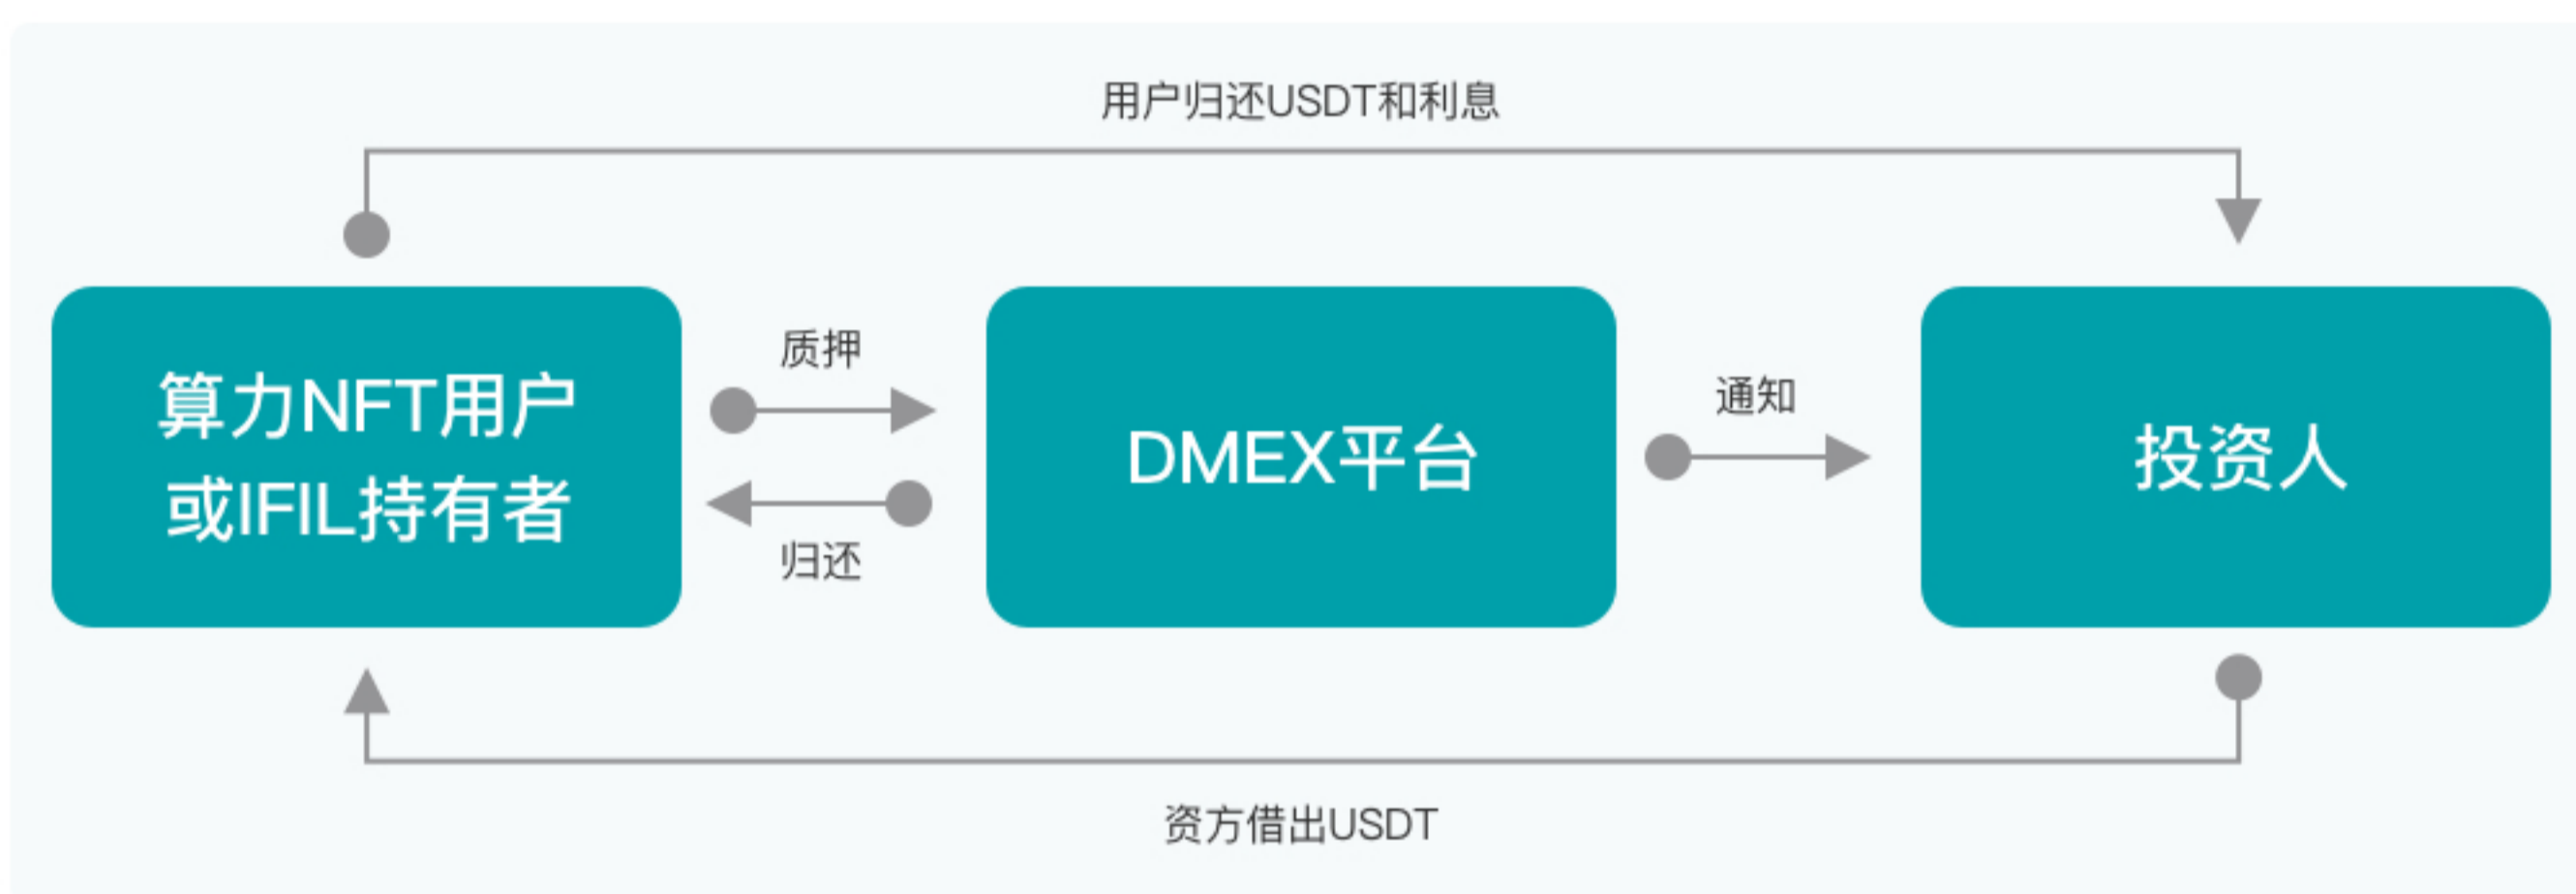 用户归还USDT和利息
质押
算力NFT用户
或IFIL持有者
归还
DMEX平台
通知
投资人
资方借出USDT